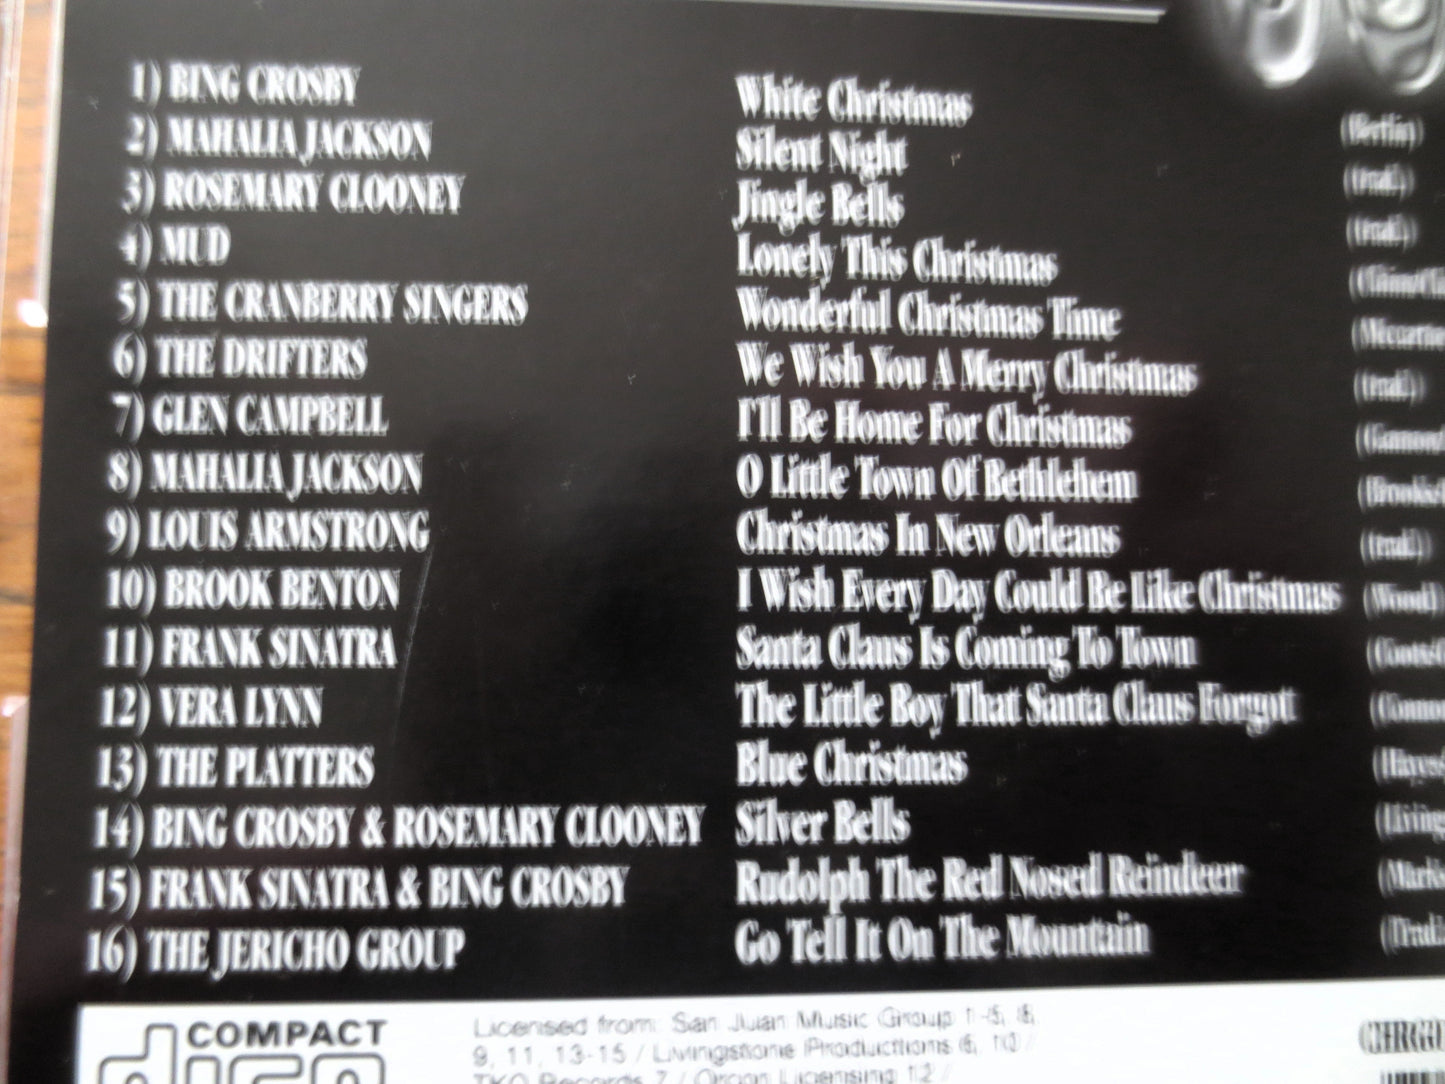 1) BING CROSBY White Christmas (Berlin)
2) MAHALIA JACKSON Silent Night (trad.)
3) ROSEMARY CLOONEY Jingle Bells (trad.)
4) MUD Lonely This Christmas
5) THE CRANBERRY SINGERS Wonderful Christmas Time
6) THE DRIFTERS We Wish You A Merry Christmas (trad.)
7) GLEN CAMPBELL I'll Be Home For Christmas
8) MAHALIA JACKSON O Little Town Of Bethlehem
9) LOUIS ARMSTRONG Christmas In New Orleans (trad.)
10) BROOK BENTON I Wish Every Day Could Be Like Christmas (Wood)
11) FRANK SINATRA Santa Claus Is Coming To Town
12) VERA LYNN The Little Boy That Santa Claus Forgot
13) THE PLATTERS Blue Christmas
14) BING CROSBY & ROSEMARY CLOONEY Silver Bells
15) FRANK SINATRA & BING CROSBY Rudolph The Red Nosed Reindeer
16) THE JERICHO GROUP Go Tell It On The Mountain (Trad.
COMPACT disc
Licensed from: San Juan Music Group 1-5, 8,
9, 11, 13-15 / Livingstone Productions 6, 10 /
TKO Records 7 / Orgon Licensing 12 /